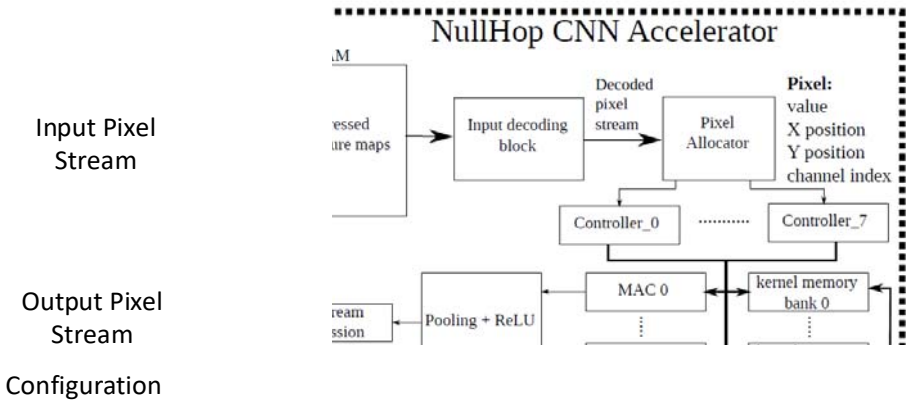 NullHop CNN Accelerator
Input Pixel
Stream
Input decoding
block
Decoded
pixel
stream
Pixel
Allocator
Pixel:
value
X position
Y position
channel index
Controller_0
...........
Controller_7
Output Pixel
Stream
Pooling + ReLU
MAC 0
kernel memory
bank 0
Configuration